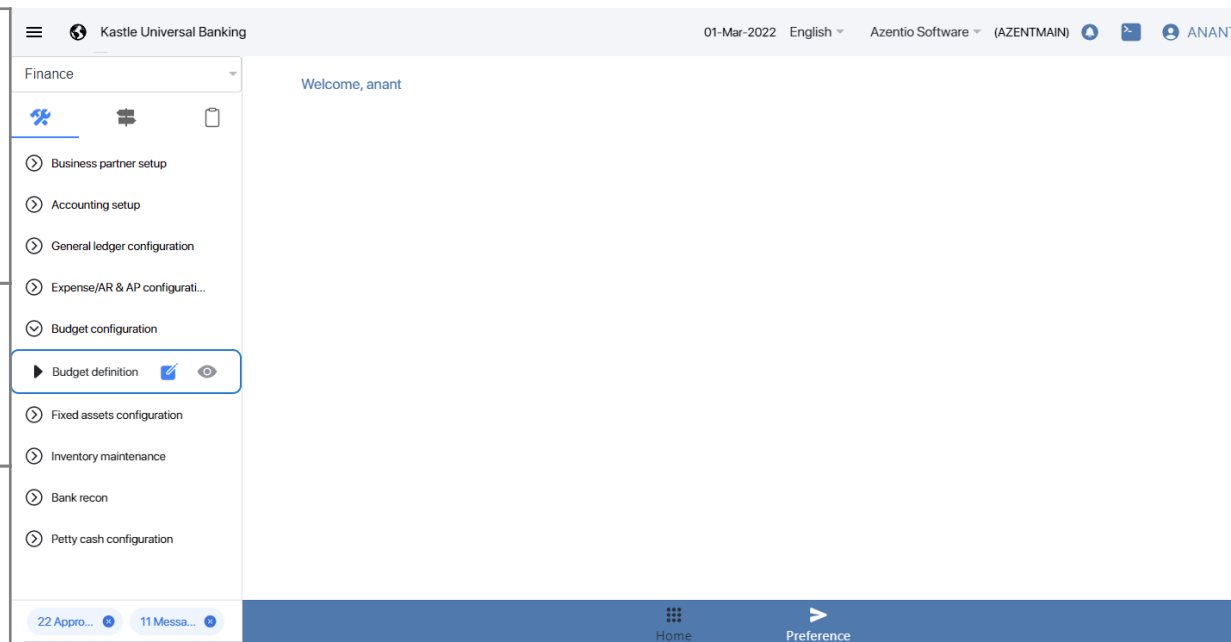 Kastle Universal Banking
01-Mar-2022 English Azentio Software (AZENTMAIN) ANANT
Finance
Welcome, anant
Business partner setup
Accounting setup
General ledger configuration
Expense/AR & AP configurati...
Budget configuration
Budget definition
Fixed assets configuration
Inventory maintenance
Bank recon
Petty cash configuration
22 Appro... 11 Messa...
Home Preference